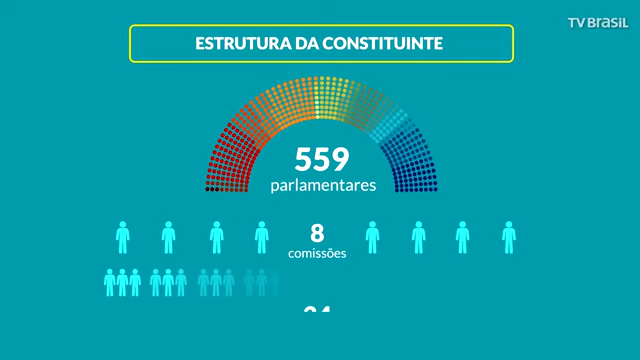 TV BRASIL
ESTRUTURA DA CONSTITUINTE
559
parlamentares
8
comissões